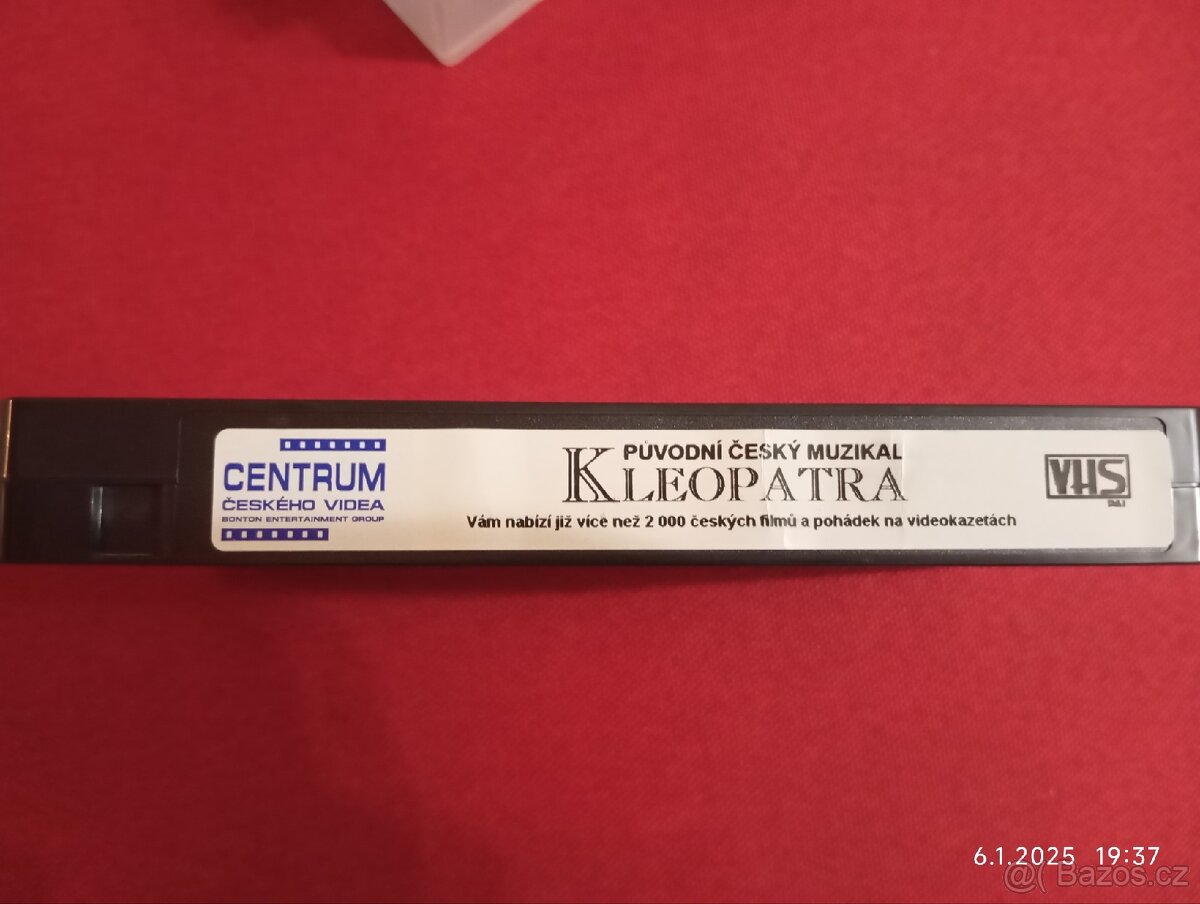 CENTRUM
ČESKÉHO VIDEA
BONTON ENTERTAINMENT GROUP
PŮVODNÍ ČESKÝ MUZIKAL
KLEOPATRA
Vám nabízí již více než 2 000 českých filmů a pohádek na videokazetách
VHS
PAL
6.1.2025 19:37
@( Bazos.cz